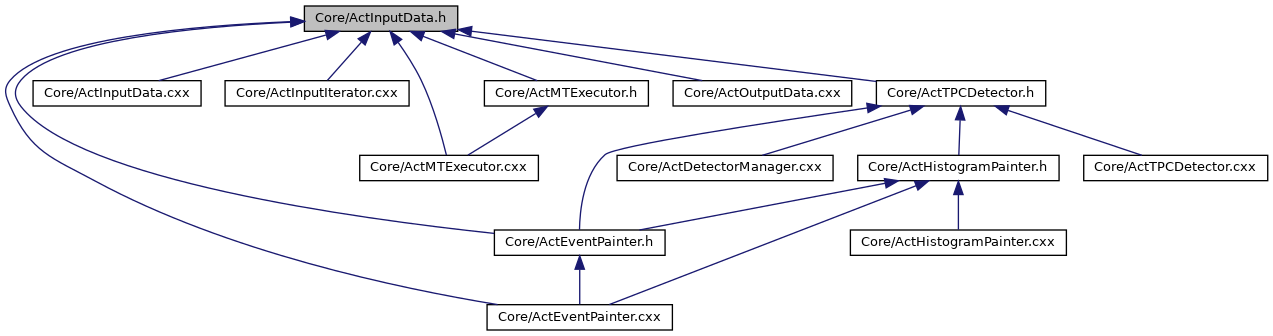 Core/ActInputData.h
Core/ActInputData.cxx
Core/ActInputIterator.cxx
Core/ActMTExecutor.h
Core/ActOutputData.cxx
Core/ActTPCDetector.h
Core/ActMTExecutor.cxx
Core/ActDetectorManager.cxx
Core/ActHistogramPainter.h
Core/ActTPCDetector.cxx
Core/ActEventPainter.h
Core/ActHistogramPainter.cxx
Core/ActEventPainter.cxx